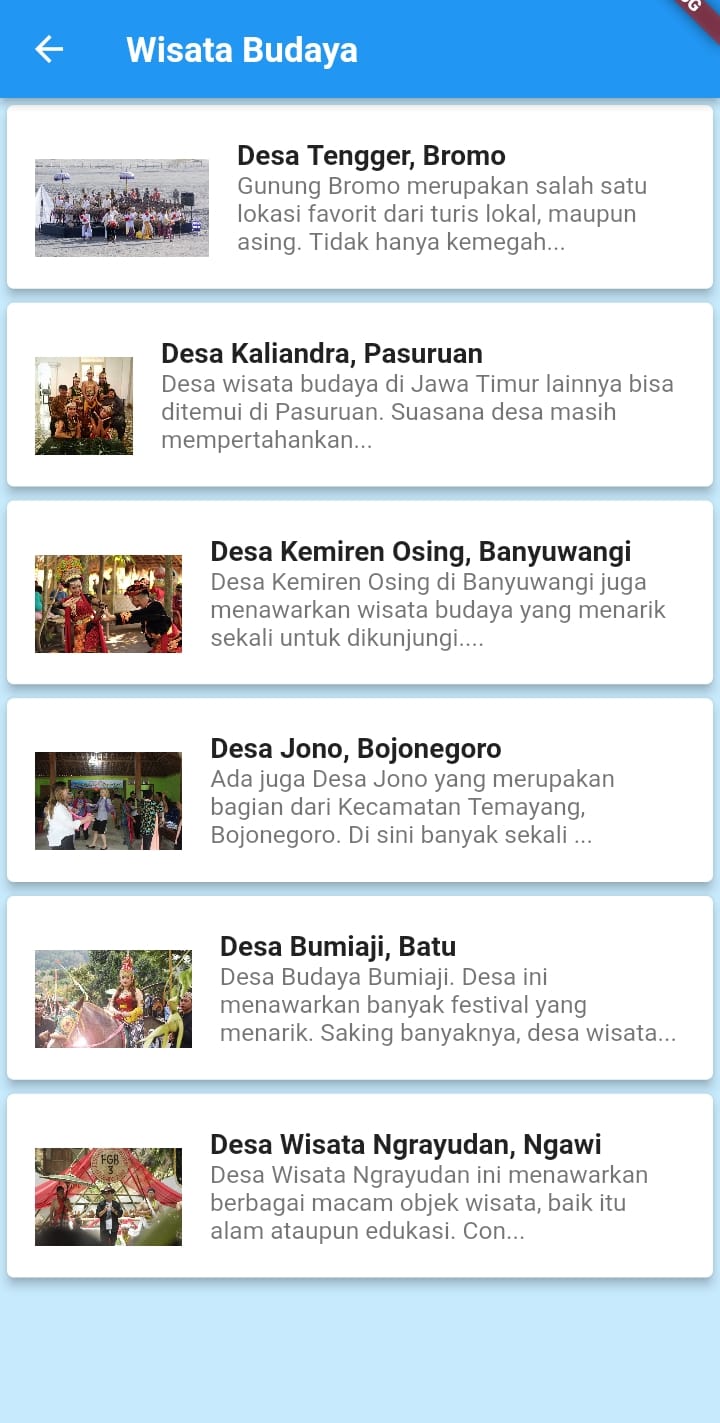 Wisata Budaya
Desa Tengger, Bromo
Gunung Bromo merupakan salah satu
lokasi favorit dari turis lokal, maupun
asing. Tidak hanya kemegah...
Desa Kaliandra, Pasuruan
Desa wisata budaya di Jawa Timur lainnya bisa
ditemui di Pasuruan. Suasana desa masih
mempertahankan...
Desa Kemiren Osing, Banyuwangi
Desa Kemiren Osing di Banyuwangi juga
menawarkan wisata budaya yang menarik
sekali untuk dikunjungi....
Desa Jono, Bojonegoro
Ada juga Desa Jono yang merupakan
bagian dari Kecamatan Temayang,
Bojonegoro. Di sini banyak sekali ...
Desa Bumiaji, Batu
Desa Budaya Bumiaji. Desa ini
menawarkan banyak festival yang
menarik. Saking banyaknya, desa wisata...
Desa Wisata Ngrayudan, Ngawi
FGB
3
Desa Wisata Ngrayudan ini menawarkan
berbagai macam objek wisata, baik itu
alam ataupun edukasi. Con...